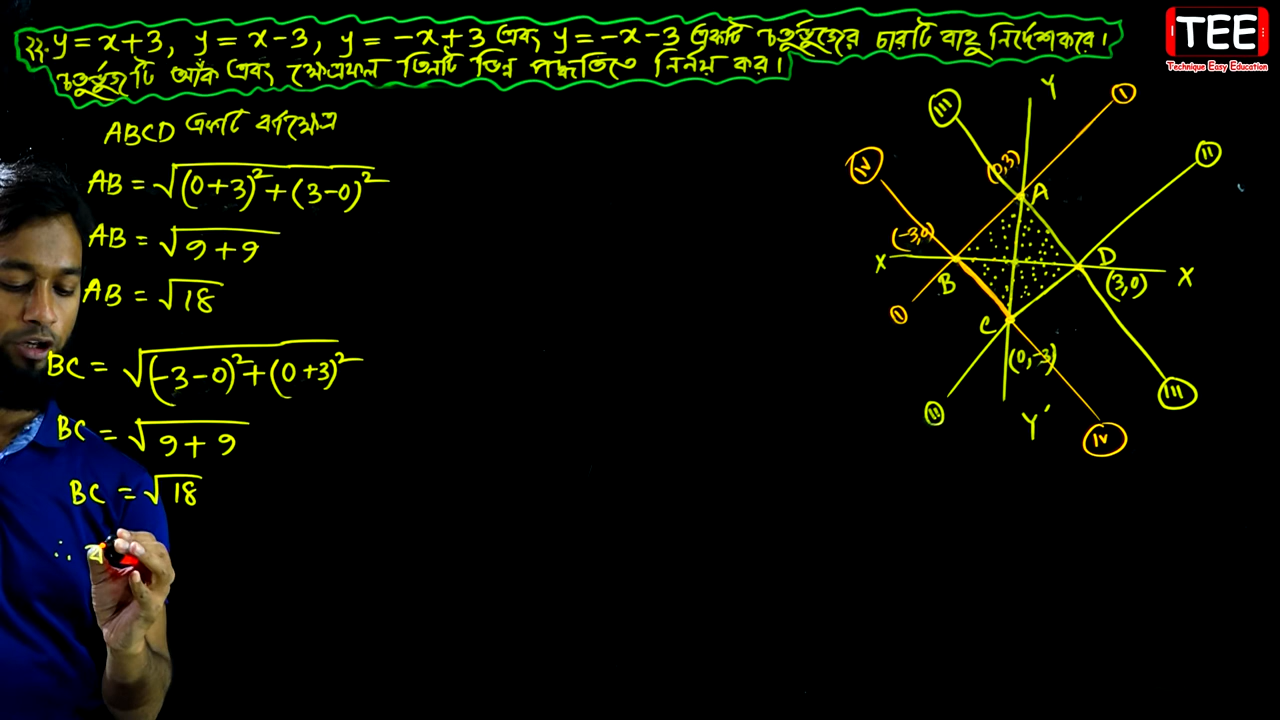 ২২. y = x+3, y = x-3, y = -x+3 এবং y = -x-3 একটি চতুর্ভুজের চারটি বাহু নির্দেশ করে।
চতুর্ভুজটি আঁক এবং ক্ষেত্রফল তিনটি ভিন্ন পদ্ধতিতে নির্ণয় কর।
TEE
Technique Easy Education
ABCD একটি বর্গক্ষেত্র
AB = √(0+3)²+(3-0)²
AB = √9+9
AB = √18
BC = √(-3-0)²+(0+3)²
BC = √9+9
BC = √18
∴
Y
I
III
II
IV
(0,3)
A
(-3,0)
X
B
D
(3,0)
X
I
C
(0,-3)
II
III
Y′
IV